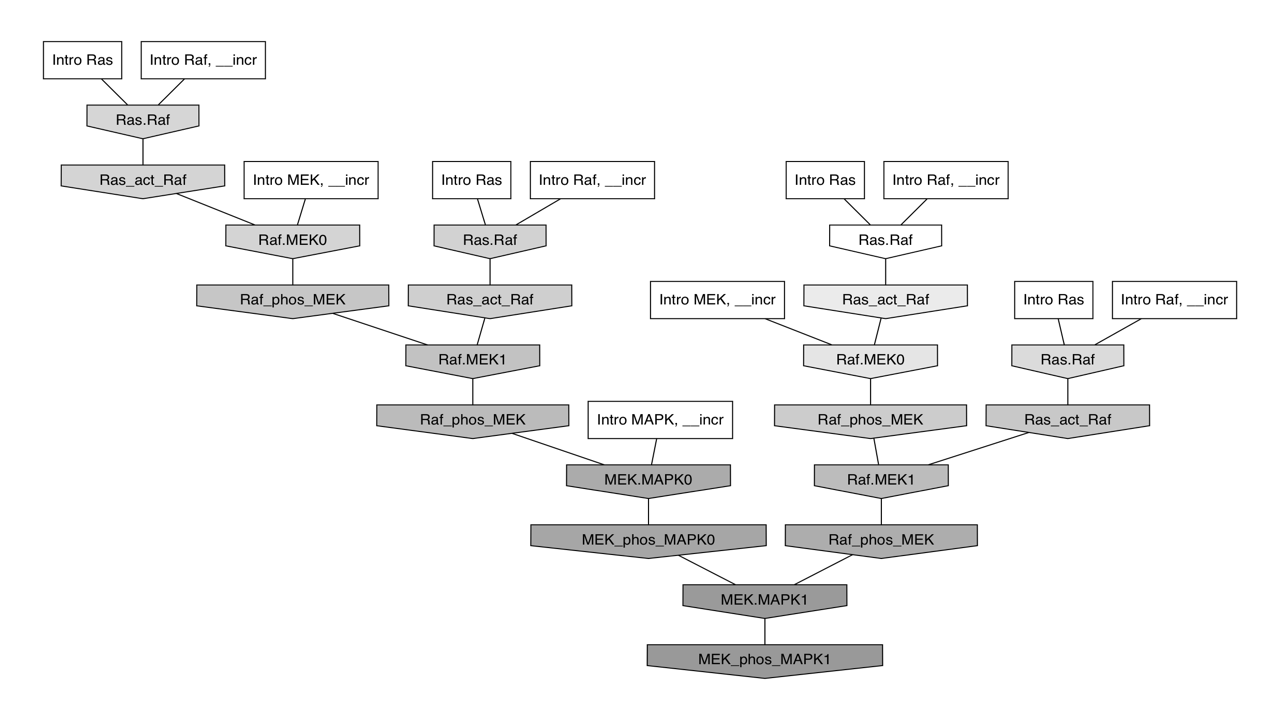 Intro Ras
Intro Raf, __incr
Ras.Raf
Ras_act_Raf
Intro MEK, __incr
Intro Ras
Intro Raf, __incr
Intro Ras
Intro Raf, __incr
Raf.MEK0
Ras.Raf
Ras.Raf
Raf_phos_MEK
Ras_act_Raf
Intro MEK, __incr
Ras_act_Raf
Intro Ras
Intro Raf, __incr
Raf.MEK1
Raf.MEK0
Ras.Raf
Raf_phos_MEK
Intro MAPK, __incr
Raf_phos_MEK
Ras_act_Raf
MEK.MAPK0
Raf.MEK1
MEK_phos_MAPK0
Raf_phos_MEK
MEK.MAPK1
MEK_phos_MAPK1